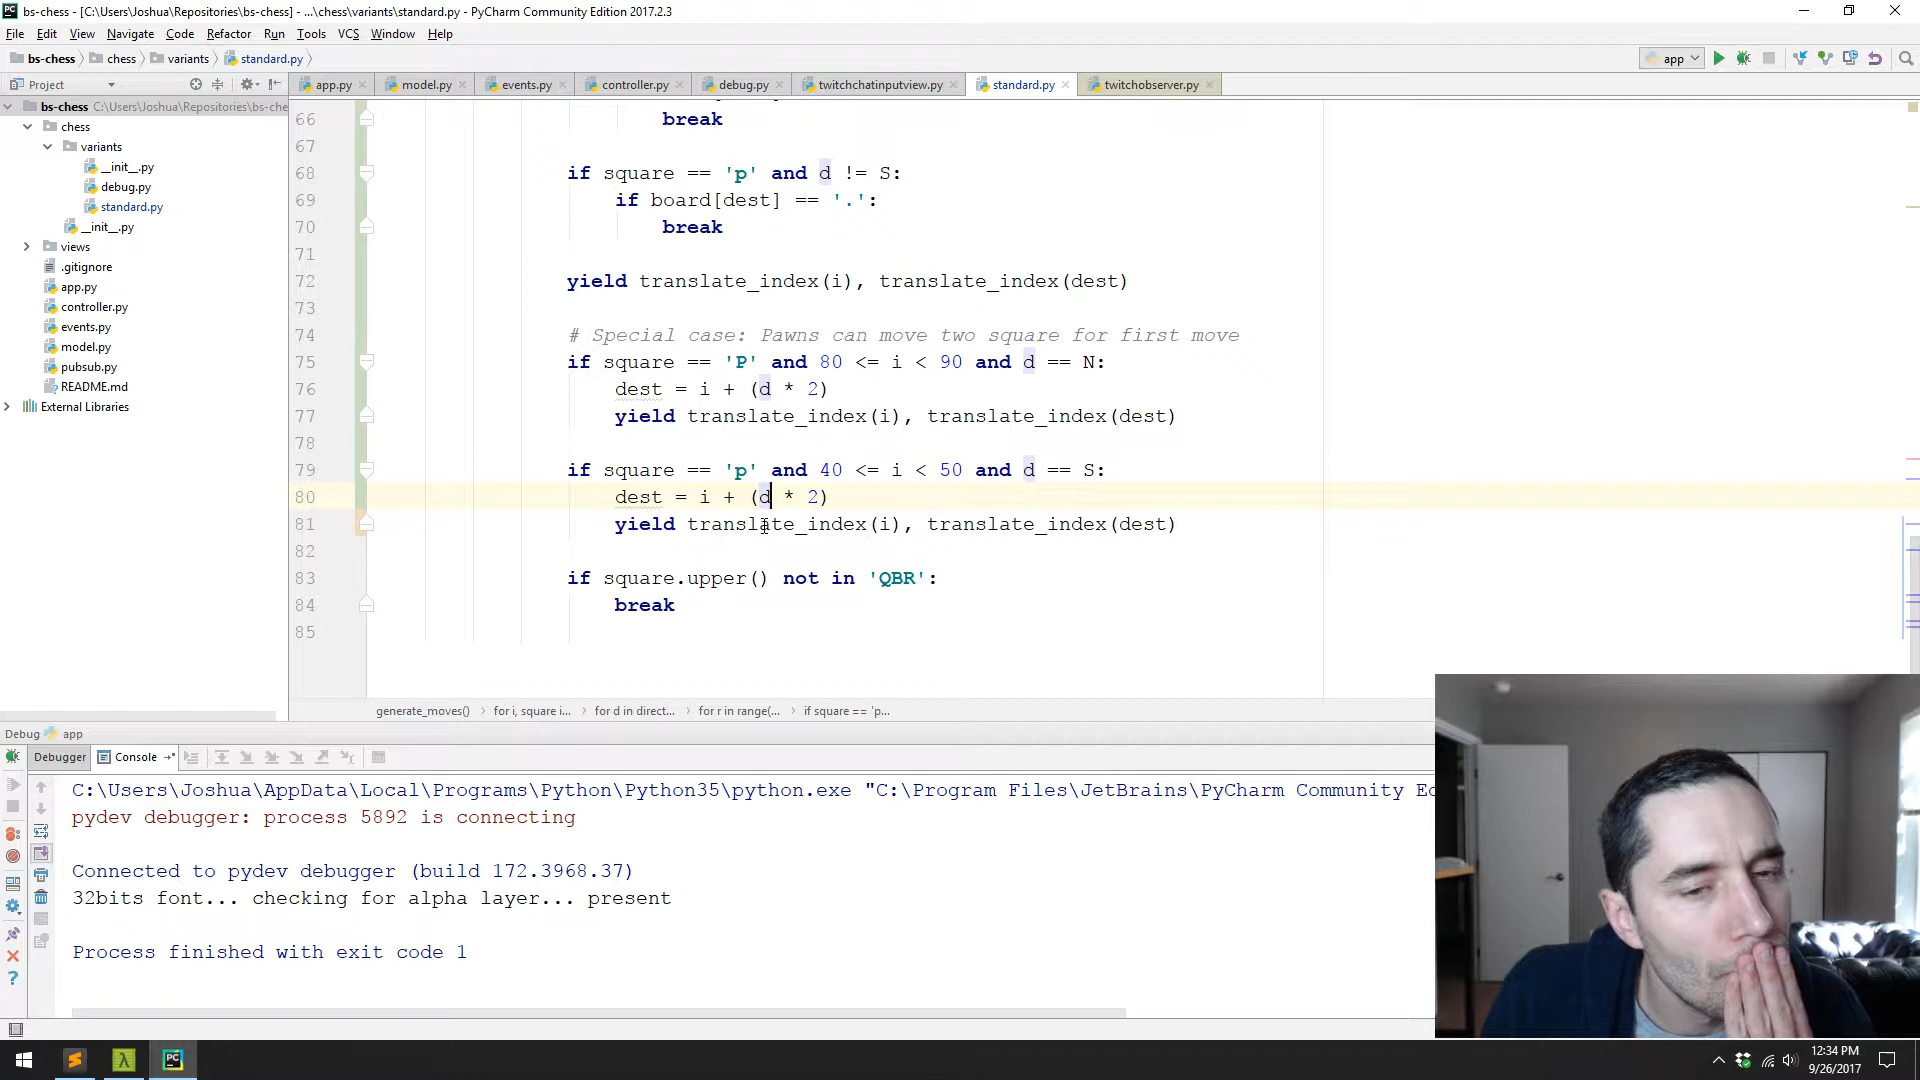 bs-chess - [C:\Users\Joshua\Repositories\bs-chess] - ...\chess\variants\standard.py - PyCharm Community Edition 2017.2.3
File Edit View Navigate Code Refactor Run Tools VCS Window Help
bs-chess chess variants standard.py app
Project app.py model.py events.py controller.py debug.py twitchchatinputview.py standard.py twitchobserver.py
bs-chess C:\Users\Joshua\Repositories\bs-che
chess
variants
__init__.py
debug.py
standard.py
__init__.py
views
.gitignore
app.py
controller.py
events.py
model.py
pubsub.py
README.md
External Libraries
66 break
67
68 if square == 'p' and d != S:
69 if board[dest] == '.':
70 break
71
72 yield translate_index(i), translate_index(dest)
73
74 # Special case: Pawns can move two square for first move
75 if square == 'P' and 80 <= i < 90 and d == N:
76 dest = i + (d * 2)
77 yield translate_index(i), translate_index(dest)
78
79 if square == 'p' and 40 <= i < 50 and d == S:
80 dest = i + (d * 2)
81 yield translate_index(i), translate_index(dest)
82
83 if square.upper() not in 'QBR':
84 break
85
generate_moves() for i, square i... for d in direct... for r in range(... if square == 'p...
Debug app
Debugger Console
C:\Users\Joshua\AppData\Local\Programs\Python\Python35\python.exe "C:\Program Files\JetBrains\PyCharm Community Ed
pydev debugger: process 5892 is connecting
Connected to pydev debugger (build 172.3968.37)
32bits font... checking for alpha layer... present
Process finished with exit code 1
12:34 PM
9/26/2017